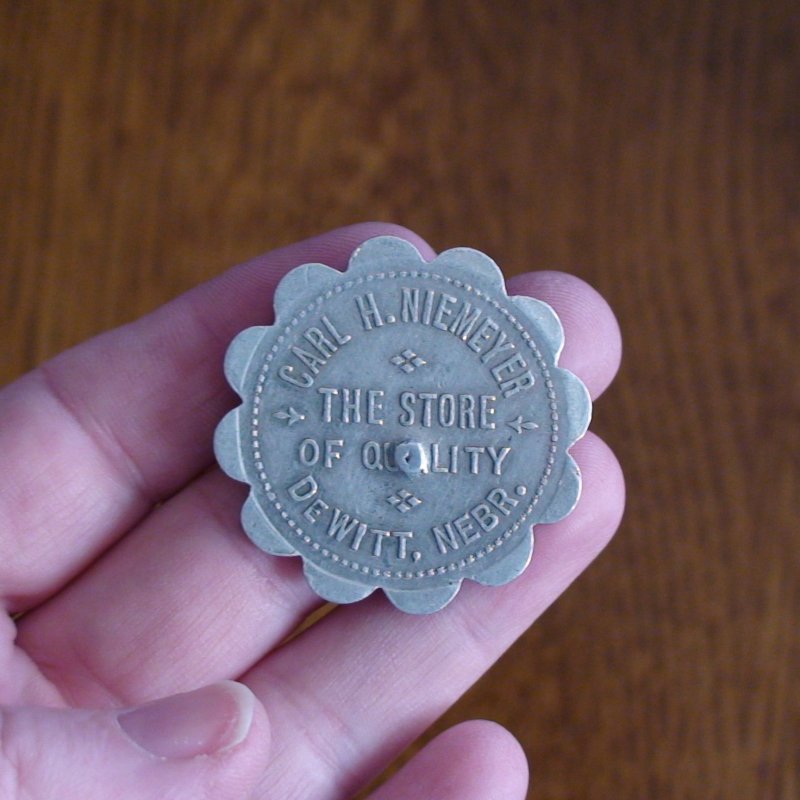 CARL H. NIEMEYER
THE STORE
OF QUALITY
DEWITT, NEBR.